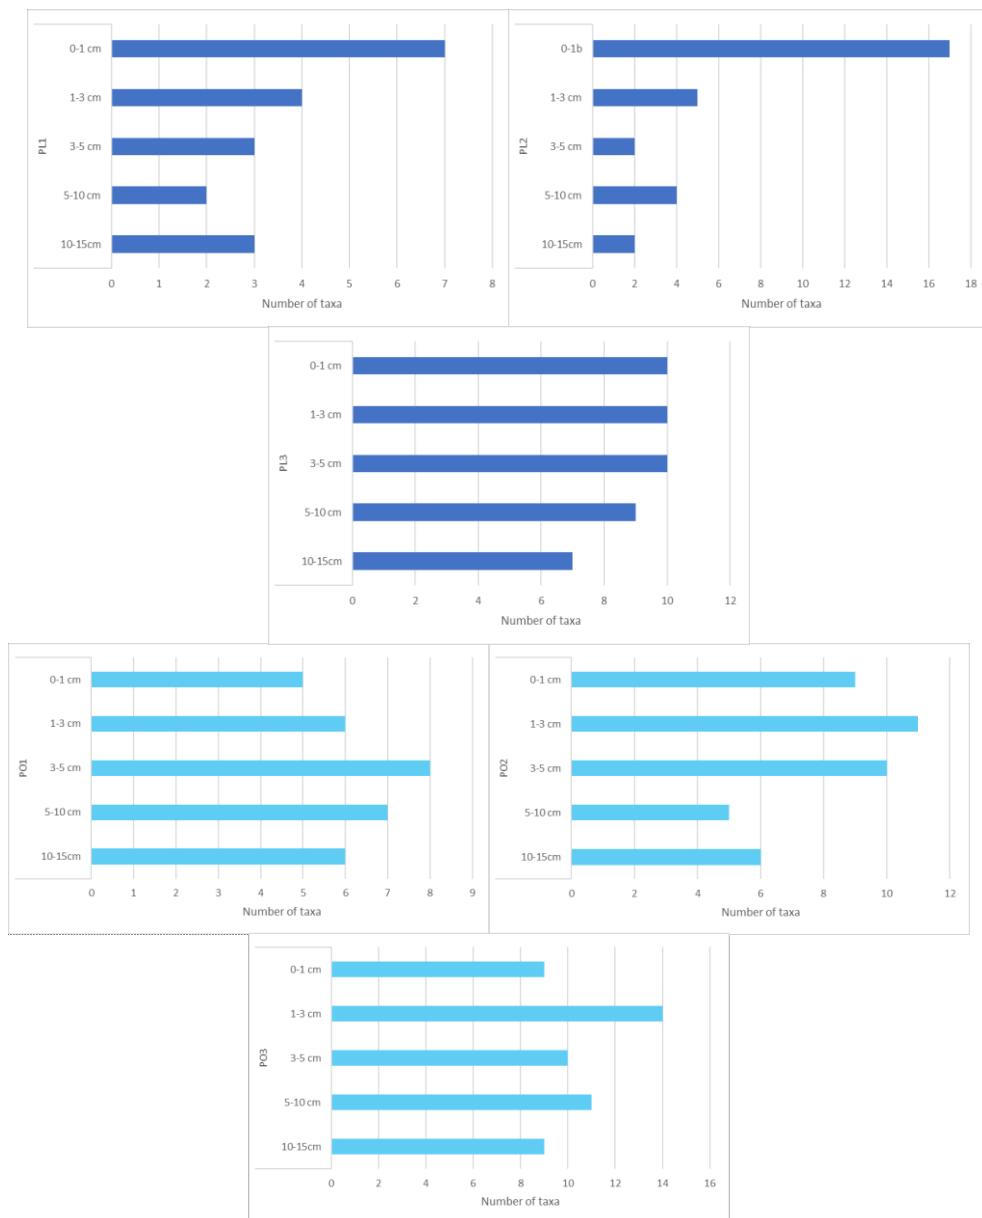 PL1
0-1 cm
1-3 cm
3-5 cm
5-10 cm
10-15cm
0 1 2 3 4 5 6 7 8
Number of taxa
PL2
0-1b
1-3 cm
3-5 cm
5-10 cm
10-15cm
0 2 4 6 8 10 12 14 16 18
Number of taxa
PL3
0-1 cm
1-3 cm
3-5 cm
5-10 cm
10-15cm
0 2 4 6 8 10 12
Number of taxa
PO1
0-1 cm
1-3 cm
3-5 cm
5-10 cm
10-15cm
0 1 2 3 4 5 6 7 8 9
Number of taxa
PO2
0-1 cm
1-3 cm
3-5 cm
5-10 cm
10-15cm
0 2 4 6 8 10 12
Number of taxa
PO3
0-1 cm
1-3 cm
3-5 cm
5-10 cm
10-15cm
0 2 4 6 8 10 12 14 16
Number of taxa